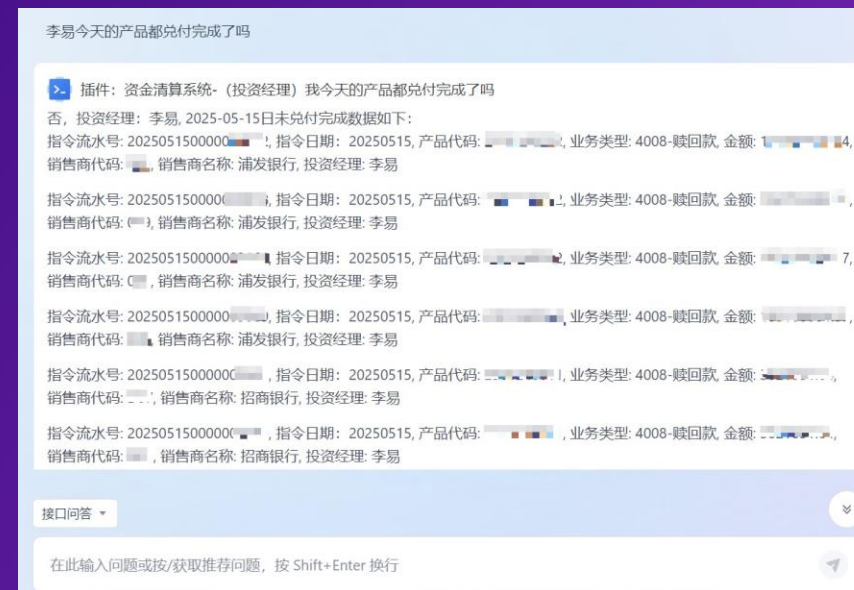 李易今天的产品都兑付完成了吗
插件：资金清算系统-（投资经理）我今天的产品都兑付完成了吗
否，投资经理：李易, 2025-05-15日未兑付完成数据如下：
指令流水号: 2025051500000, 指令日期：20250515, 产品代码: , 业务类型: 4008-赎回款, 金额: 14,
销售商代码: , 销售商名称: 浦发银行, 投资经理: 李易
指令流水号: 202505150000, 指令日期：20250515, 产品代码: 2, 业务类型: 4008-赎回款, 金额: ,
销售商代码: , 销售商名称: 浦发银行, 投资经理: 李易
指令流水号: 2025051500000, 指令日期：20250515, 产品代码: , 业务类型: 4008-赎回款, 金额: 7,
销售商代码: , 销售商名称: 浦发银行, 投资经理: 李易
指令流水号: 2025051500000, 指令日期：20250515, 产品代码: , 业务类型: 4008-赎回款, 金额: ,
销售商代码: , 销售商名称: 浦发银行, 投资经理: 李易
指令流水号: 2025051500000, 指令日期：20250515, 产品代码: , 业务类型: 4008-赎回款, 金额: ,
销售商代码: , 销售商名称: 招商银行, 投资经理: 李易
指令流水号: 2025051500000, 指令日期：20250515, 产品代码: , 业务类型: 4008-赎回款, 金额: ,
销售商代码: , 销售商名称: 招商银行, 投资经理: 李易
接口问答
在此输入问题或按/获取推荐问题，按 Shift+Enter 换行